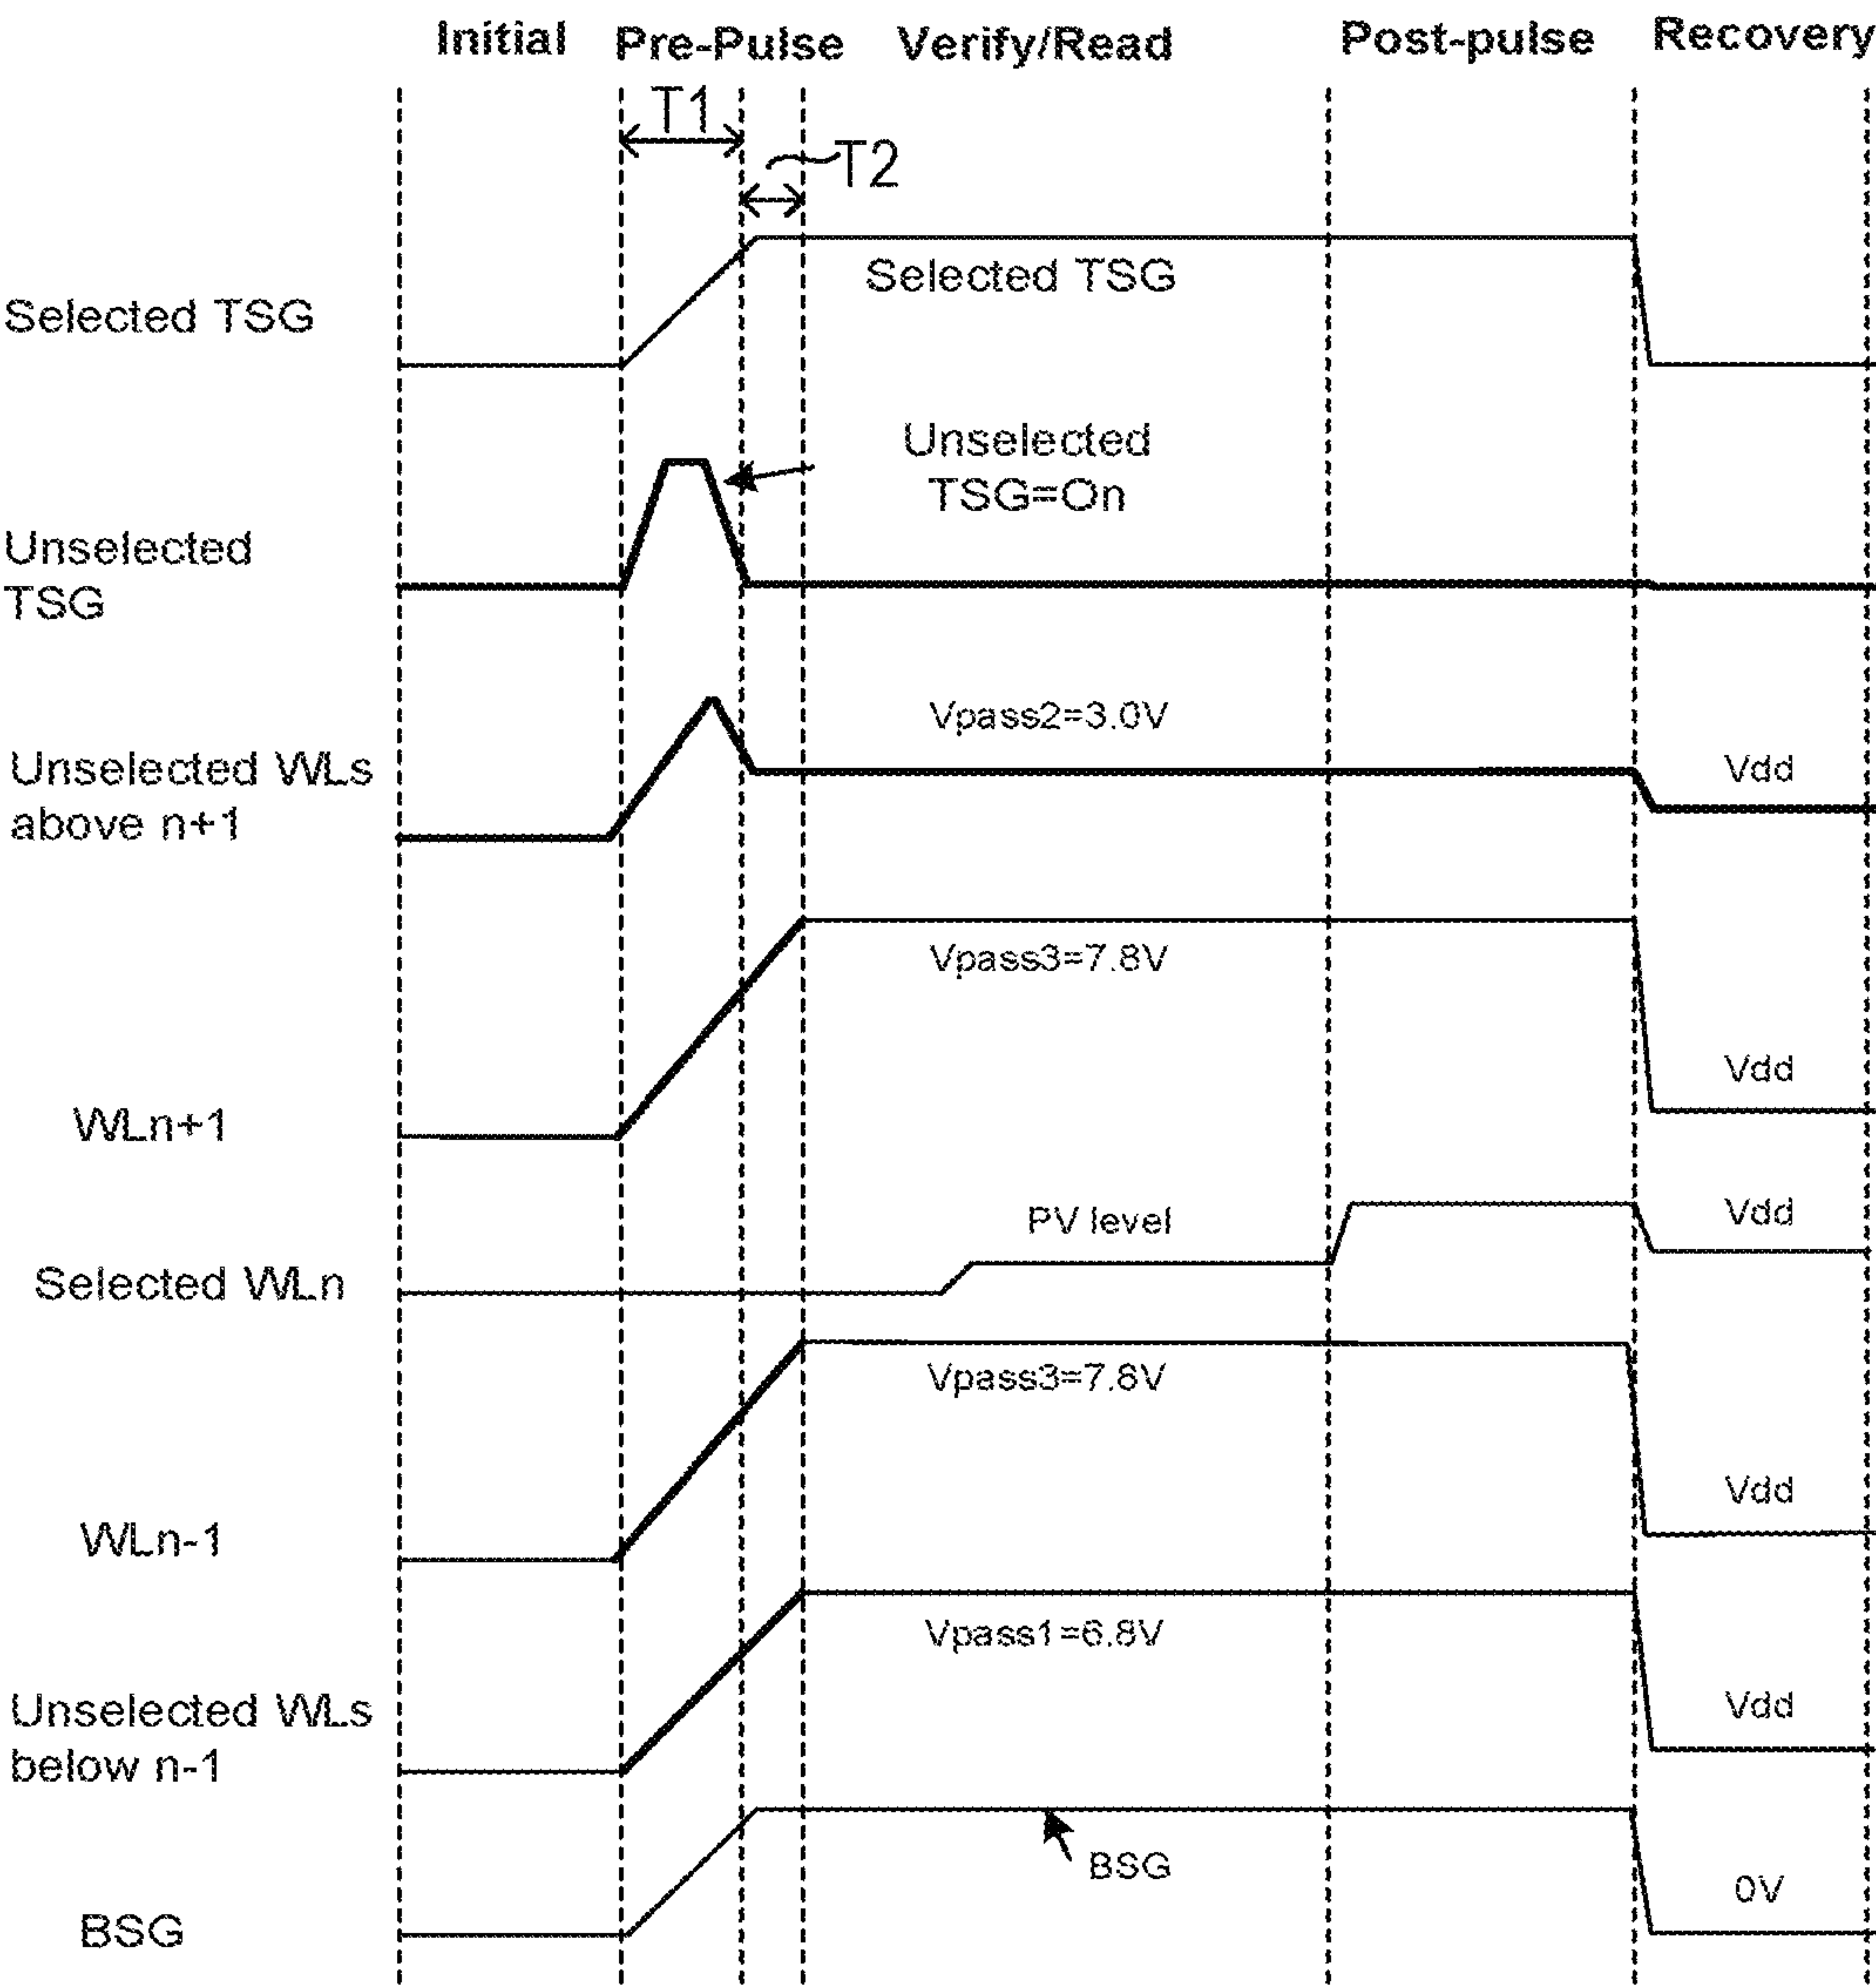 Initial Pre-Pulse Verify/Read Post-pulse Recovery
T1
T2
Selected TSG
Selected TSG
Unselected
TSG=On
Unselected
TSG
Vpass2=3.0V
Unselected WLs
above n+1
Vdd
Vpass3=7.8V
WLn+1
Vdd
PV level
Vdd
Selected WLn
Vpass3=7.8V
Vdd
WLn-1
Vpass1=6.8V
Unselected WLs
below n-1
Vdd
BSG
0V
BSG